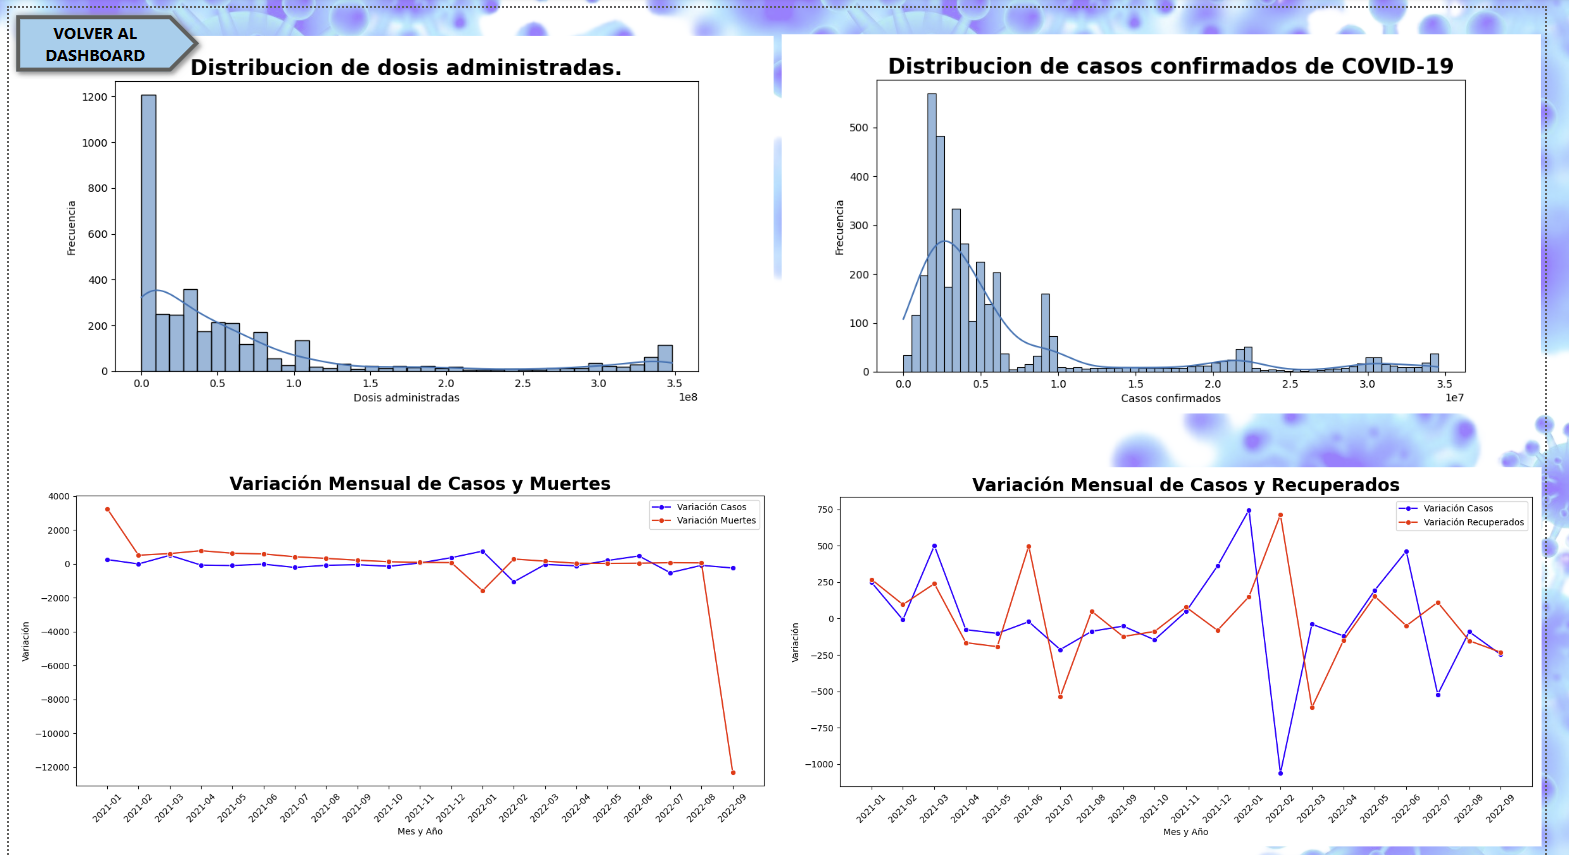 VOLVER AL
DASHBOARD
Distribucion de dosis administradas.
Frecuencia
1200
1000
800
600
400
200
0
0.0 0.5 1.0 1.5 2.0 2.5 3.0 3.5
1e8
Dosis administradas
Distribucion de casos confirmados de COVID-19
Frecuencia
500
400
300
200
100
0
0.0 0.5 1.0 1.5 2.0 2.5 3.0 3.5
1e7
Casos confirmados
Variación Mensual de Casos y Muertes
Variación Casos
Variación Muertes
Variación
4000
2000
0
−2000
−4000
−6000
−8000
−10000
−12000
2021-01 2021-02 2021-03 2021-04 2021-05 2021-06 2021-07 2021-08 2021-09 2021-10 2021-11 2021-12 2022-01 2022-02 2022-03 2022-04 2022-05 2022-06 2022-07 2022-08 2022-09
Mes y Año
Variación Mensual de Casos y Recuperados
Variación Casos
Variación Recuperados
Variación
750
500
250
0
−250
−500
−750
−1000
2021-01 2021-02 2021-03 2021-04 2021-05 2021-06 2021-07 2021-08 2021-09 2021-10 2021-11 2021-12 2022-01 2022-02 2022-03 2022-04 2022-05 2022-06 2022-07 2022-08 2022-09
Mes y Año